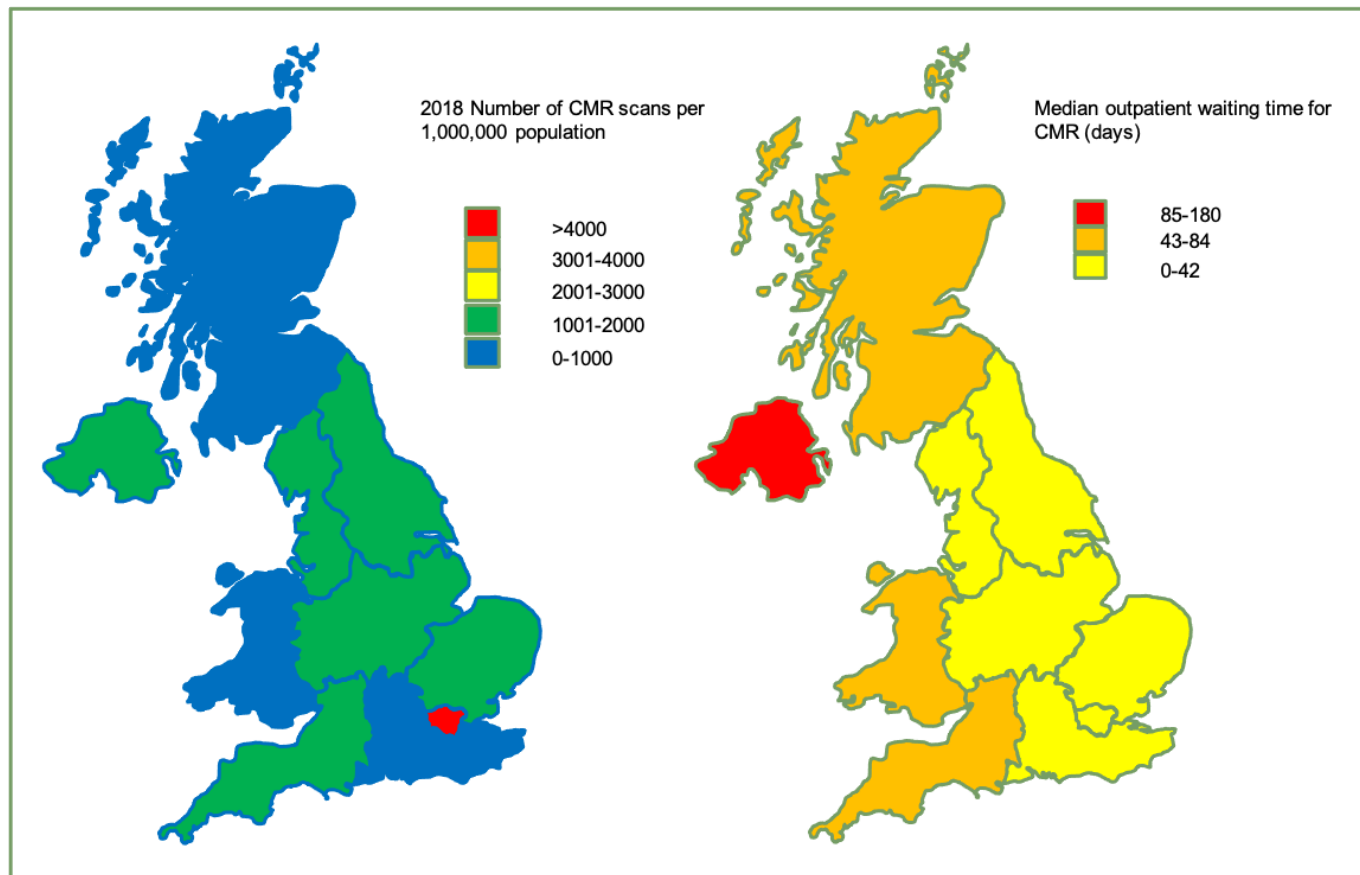 2018 Number of CMR scans per
1,000,000 population
>4000
3001-4000
2001-3000
1001-2000
0-1000
Median outpatient waiting time for
CMR (days)
85-180
43-84
0-42